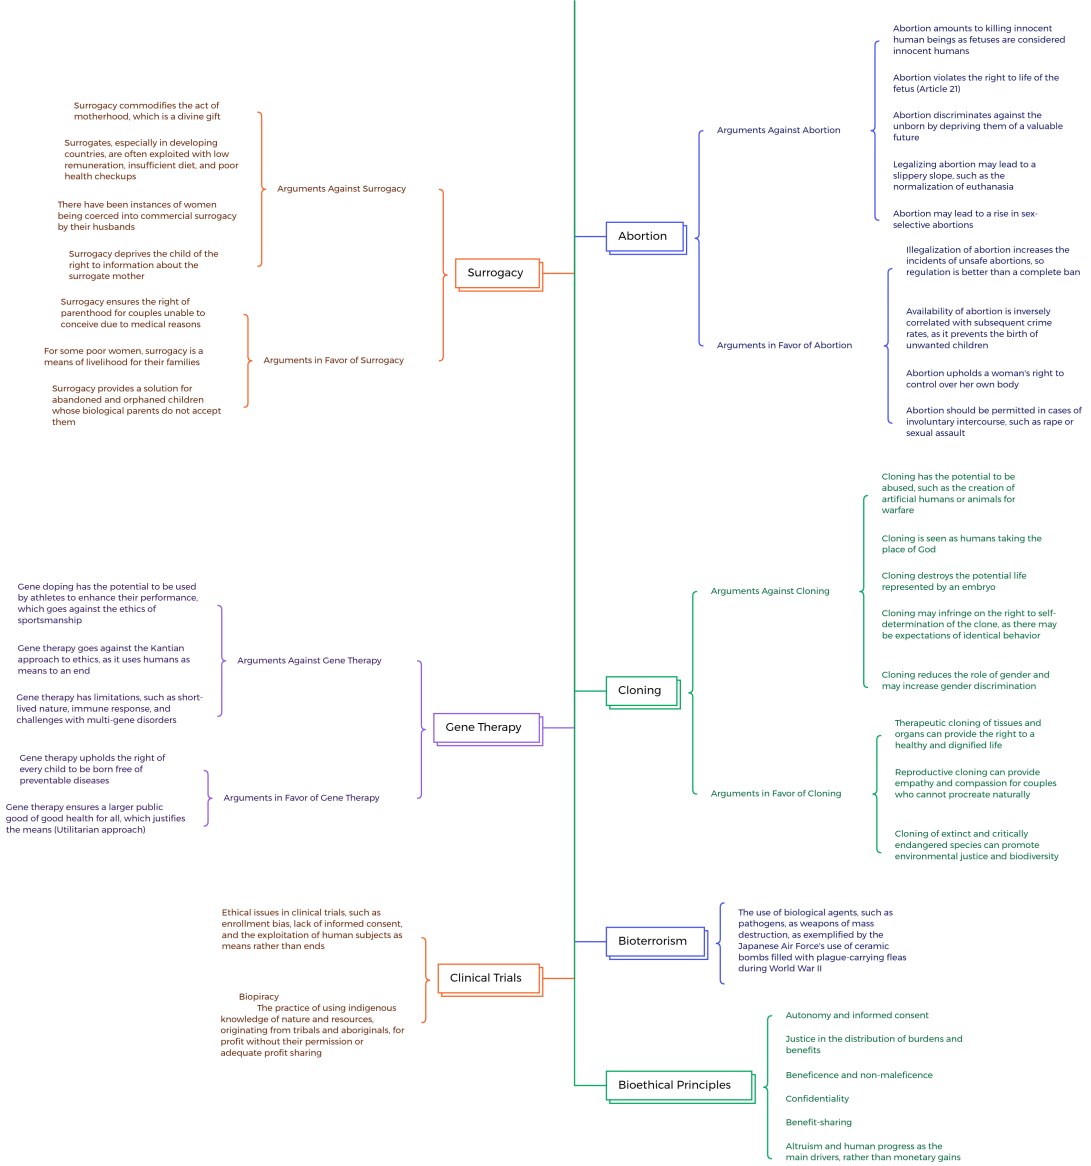 Surrogacy
Arguments Against Surrogacy
Surrogacy commodifies the act of
motherhood, which is a divine gift
Surrogates, especially in developing
countries, are often exploited with low
remuneration, insufficient diet, and poor
health checkups
There have been instances of women
being coerced into commercial surrogacy
by their husbands
Surrogacy deprives the child of the
right to information about the
surrogate mother
Arguments in Favor of Surrogacy
Surrogacy ensures the right of
parenthood for couples unable to
conceive due to medical reasons
For some poor women, surrogacy is a
means of livelihood for their families
Surrogacy provides a solution for
abandoned and orphaned children
whose biological parents do not accept
them
Abortion
Arguments Against Abortion
Abortion amounts to killing innocent
human beings as fetuses are considered
innocent humans
Abortion violates the right to life of the
fetus (Article 21)
Abortion discriminates against the
unborn by depriving them of a valuable
future
Legalizing abortion may lead to a
slippery slope, such as the
normalization of euthanasia
Abortion may lead to a rise in sex-
selective abortions
Arguments in Favor of Abortion
Illegalization of abortion increases the
incidents of unsafe abortions, so
regulation is better than a complete ban
Availability of abortion is inversely
correlated with subsequent crime
rates, as it prevents the birth of
unwanted children
Abortion upholds a woman's right to
control over her own body
Abortion should be permitted in cases of
involuntary intercourse, such as rape or
sexual assault
Gene Therapy
Arguments Against Gene Therapy
Gene doping has the potential to be used
by athletes to enhance their performance,
which goes against the ethics of
sportsmanship
Gene therapy goes against the Kantian
approach to ethics, as it uses humans as
means to an end
Gene therapy has limitations, such as short-
lived nature, immune response, and
challenges with multi-gene disorders
Arguments in Favor of Gene Therapy
Gene therapy upholds the right of
every child to be born free of
preventable diseases
Gene therapy ensures a larger public
good of good health for all, which justifies
the means (Utilitarian approach)
Cloning
Arguments Against Cloning
Cloning has the potential to be
abused, such as the creation of
artificial humans or animals for
warfare
Cloning is seen as humans taking the
place of God
Cloning destroys the potential life
represented by an embryo
Cloning may infringe on the right to self-
determination of the clone, as there may
be expectations of identical behavior
Cloning reduces the role of gender and
may increase gender discrimination
Arguments in Favor of Cloning
Therapeutic cloning of tissues and
organs can provide the right to a
healthy and dignified life
Reproductive cloning can provide
empathy and compassion for couples
who cannot procreate naturally
Cloning of extinct and critically
endangered species can promote
environmental justice and biodiversity
Clinical Trials
Ethical issues in clinical trials, such as
enrollment bias, lack of informed consent,
and the exploitation of human subjects as
means rather than ends
Biopiracy
The practice of using indigenous
knowledge of nature and resources,
originating from tribals and aboriginals, for
profit without their permission or
adequate profit sharing
Bioterrorism
The use of biological agents, such as
pathogens, as weapons of mass
destruction, as exemplified by the
Japanese Air Force's use of ceramic
bombs filled with plague-carrying fleas
during World War II
Bioethical Principles
Autonomy and informed consent
Justice in the distribution of burdens and
benefits
Beneficence and non-maleficence
Confidentiality
Benefit-sharing
Altruism and human progress as the
main drivers, rather than monetary gains